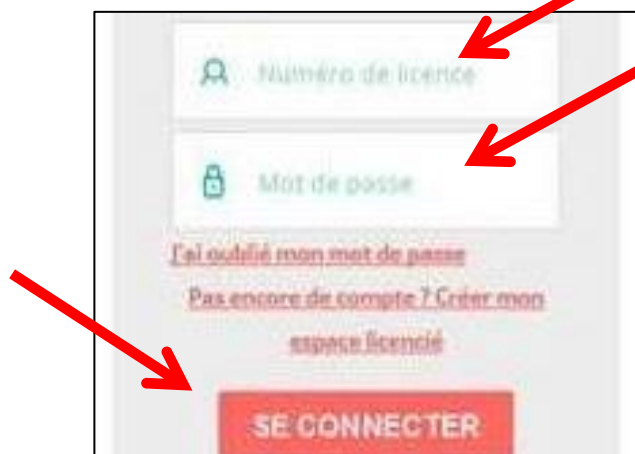 Numéro de licence
Mot de passe
J'ai oublié mon mot de passe
Pas encore de compte ? Créer mon
espace licencié
SE CONNECTER